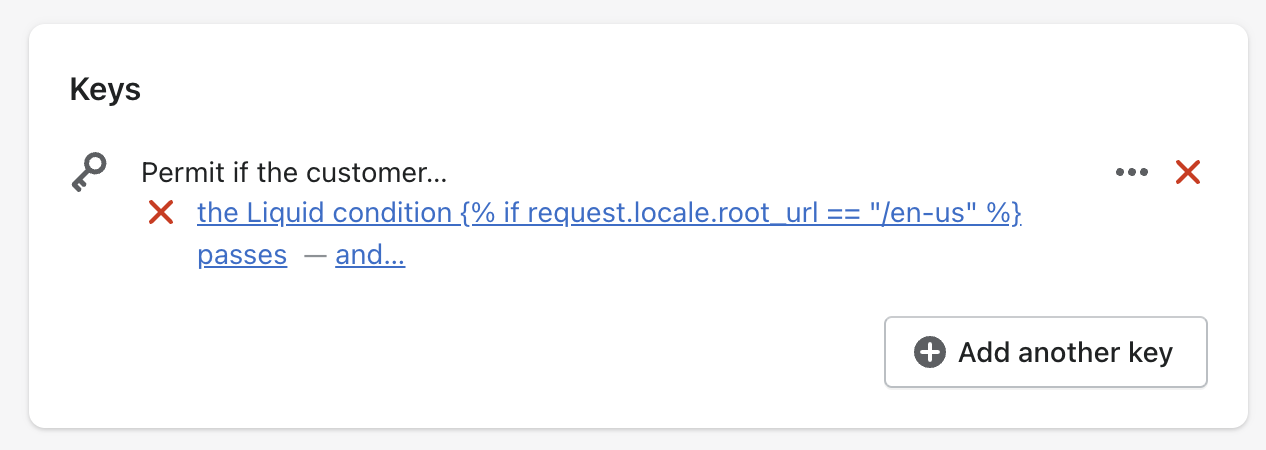 Keys
Permit if the customer...
the Liquid condition {% if request.locale.root_url == "/en-us" %}
passes — and...
Add another key